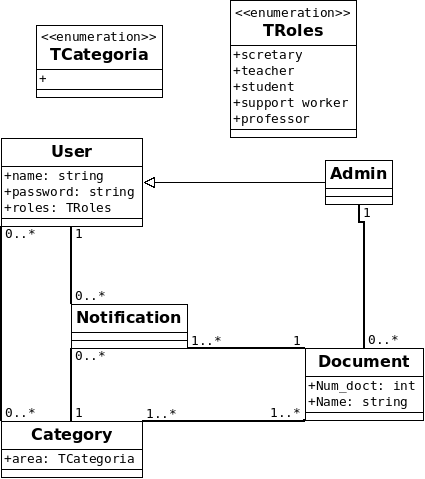 <<enumeration>>
TCategoria
+
<<enumeration>>
TRoles
+scretary
+teacher
+student
+support worker
+professor
User
+name: string
+password: string
+roles: TRoles
Admin
0..*
1
1
0..*
Notification
1..*
1
0..*
0..*
Document
+Num_doct: int
+Name: string
0..*
1
1..*
1..*
Category
+area: TCategoria